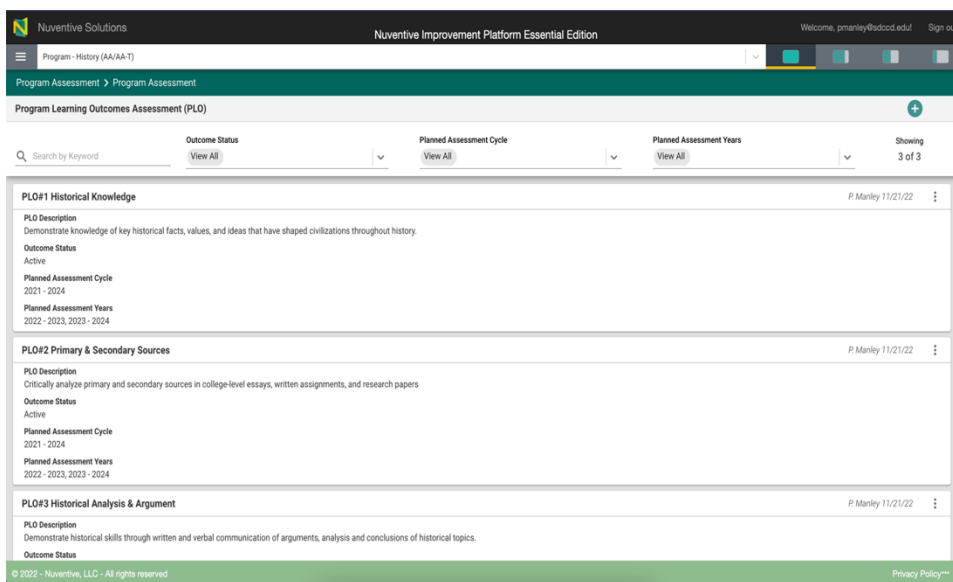 Nuventive Solutions
Nuventive Improvement Platform Essential Edition
Welcome, pmanley@sdccd.edu! Sign ou
Program - History (AA/AA-T)
Program Assessment > Program Assessment
Program Learning Outcomes Assessment (PLO)
Outcome Status Planned Assessment Cycle Planned Assessment Years Showing
Search by Keyword View All View All View All 3 of 3
PLO#1 Historical Knowledge P. Manley 11/21/22
PLO Description
Demonstrate knowledge of key historical facts, values, and ideas that have shaped civilizations throughout history.
Outcome Status
Active
Planned Assessment Cycle
2021 - 2024
Planned Assessment Years
2022 - 2023, 2023 - 2024
PLO#2 Primary & Secondary Sources P. Manley 11/21/22
PLO Description
Critically analyze primary and secondary sources in college-level essays, written assignments, and research papers
Outcome Status
Active
Planned Assessment Cycle
2021 - 2024
Planned Assessment Years
2022 - 2023, 2023 - 2024
PLO#3 Historical Analysis & Argument P. Manley 11/21/22
PLO Description
Demonstrate historical skills through written and verbal communication of arguments, analysis and conclusions of historical topics.
Outcome Status
© 2022 - Nuventive, LLC - All rights reserved Privacy Policy***